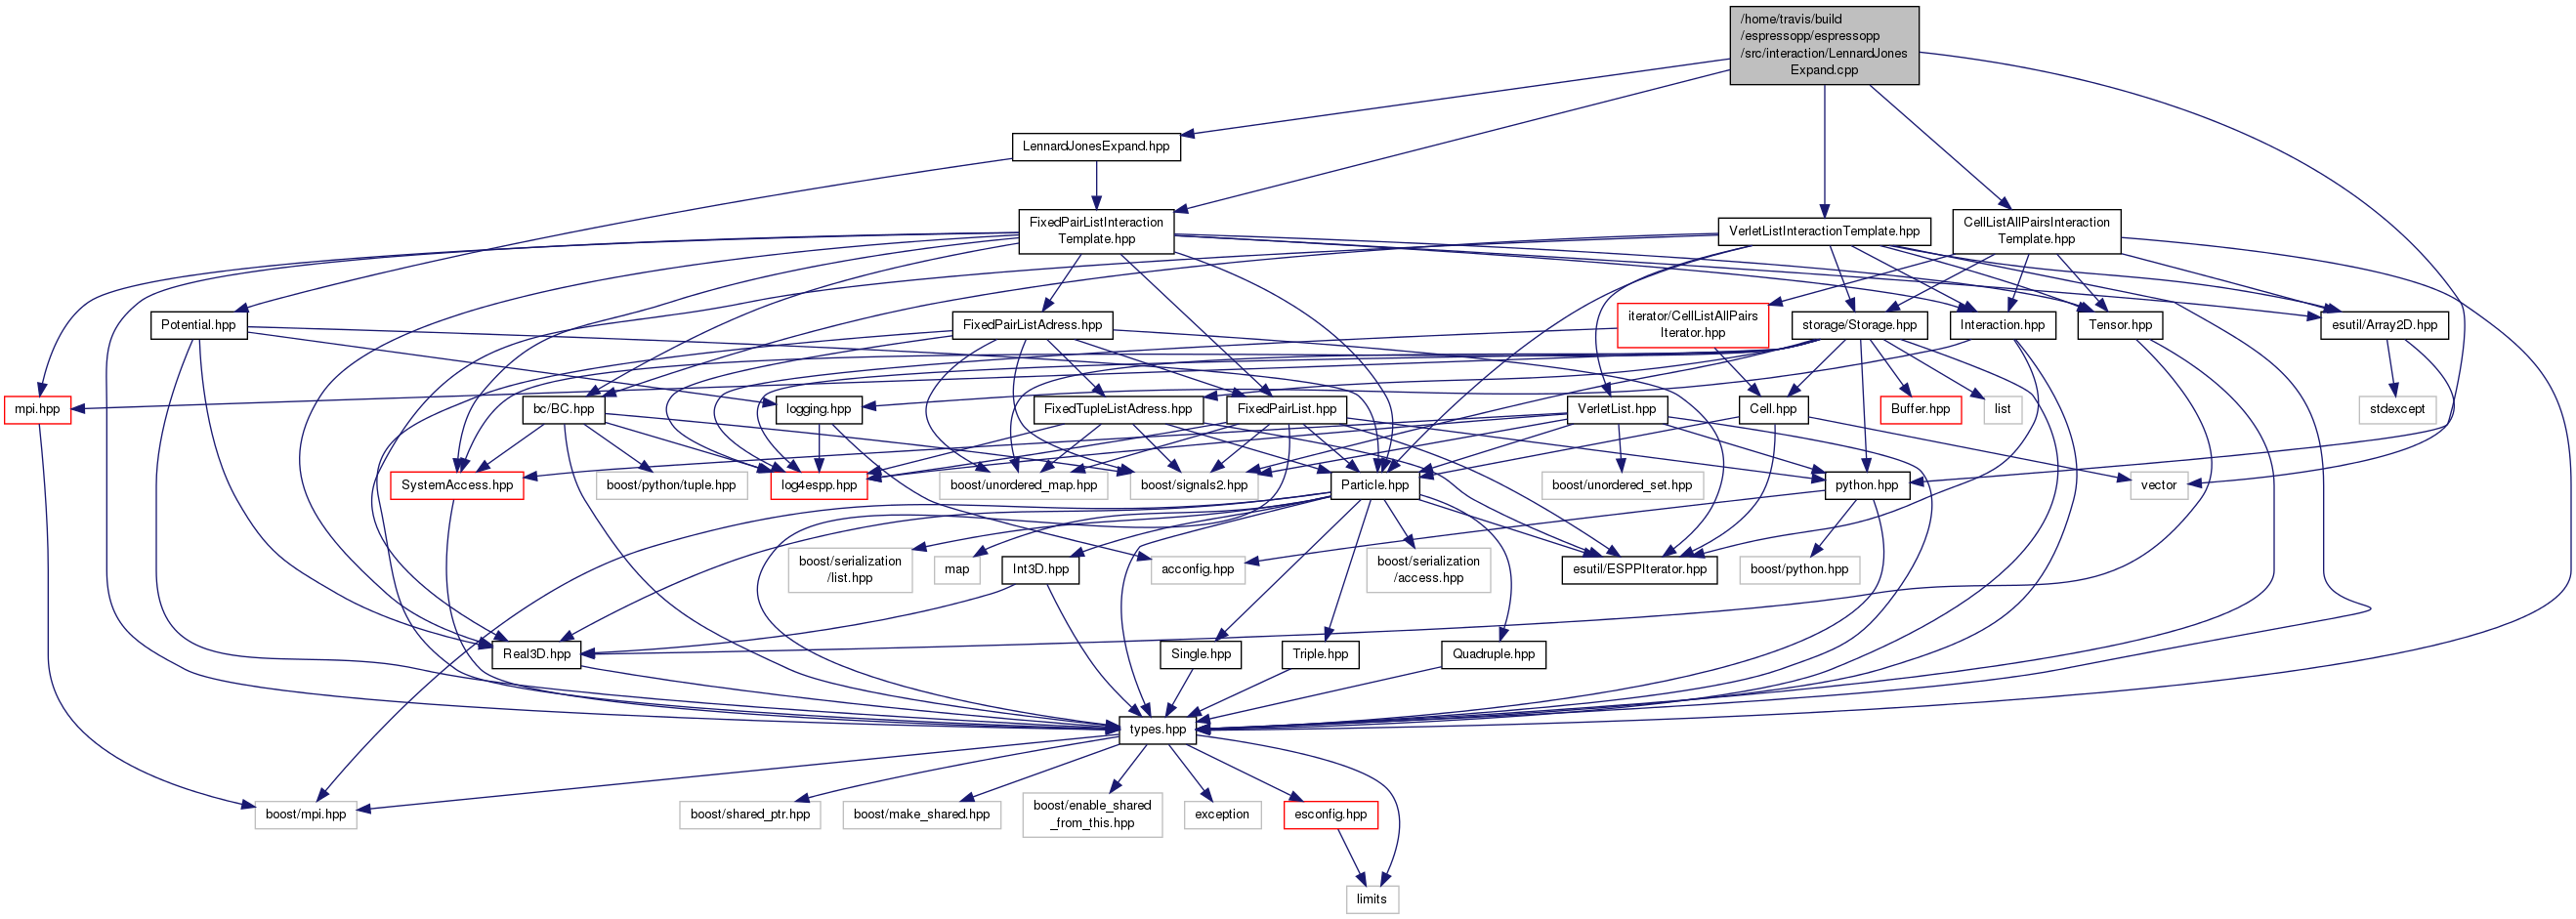 /home/travis/build
/espressopp/espressopp
/src/interaction/LennardJones
Expand.cpp
LennardJonesExpand.hpp
FixedPairListInteraction
Template.hpp
VerletListInteractionTemplate.hpp
CellListAllPairsInteraction
Template.hpp
Potential.hpp
FixedPairListAdress.hpp
iterator/CellListAllPairs
Iterator.hpp
storage/Storage.hpp
Interaction.hpp
Tensor.hpp
esutil/Array2D.hpp
mpi.hpp
bc/BC.hpp
logging.hpp
FixedTupleListAdress.hpp
FixedPairList.hpp
VerletList.hpp
Cell.hpp
Buffer.hpp
list
stdexcept
SystemAccess.hpp
boost/python/tuple.hpp
log4espp.hpp
boost/unordered_map.hpp
boost/signals2.hpp
Particle.hpp
boost/unordered_set.hpp
python.hpp
vector
boost/serialization
/list.hpp
map
Int3D.hpp
acconfig.hpp
boost/serialization
/access.hpp
esutil/ESPPIterator.hpp
boost/python.hpp
Real3D.hpp
Single.hpp
Triple.hpp
Quadruple.hpp
types.hpp
boost/mpi.hpp
boost/shared_ptr.hpp
boost/make_shared.hpp
boost/enable_shared
_from_this.hpp
exception
esconfig.hpp
limits